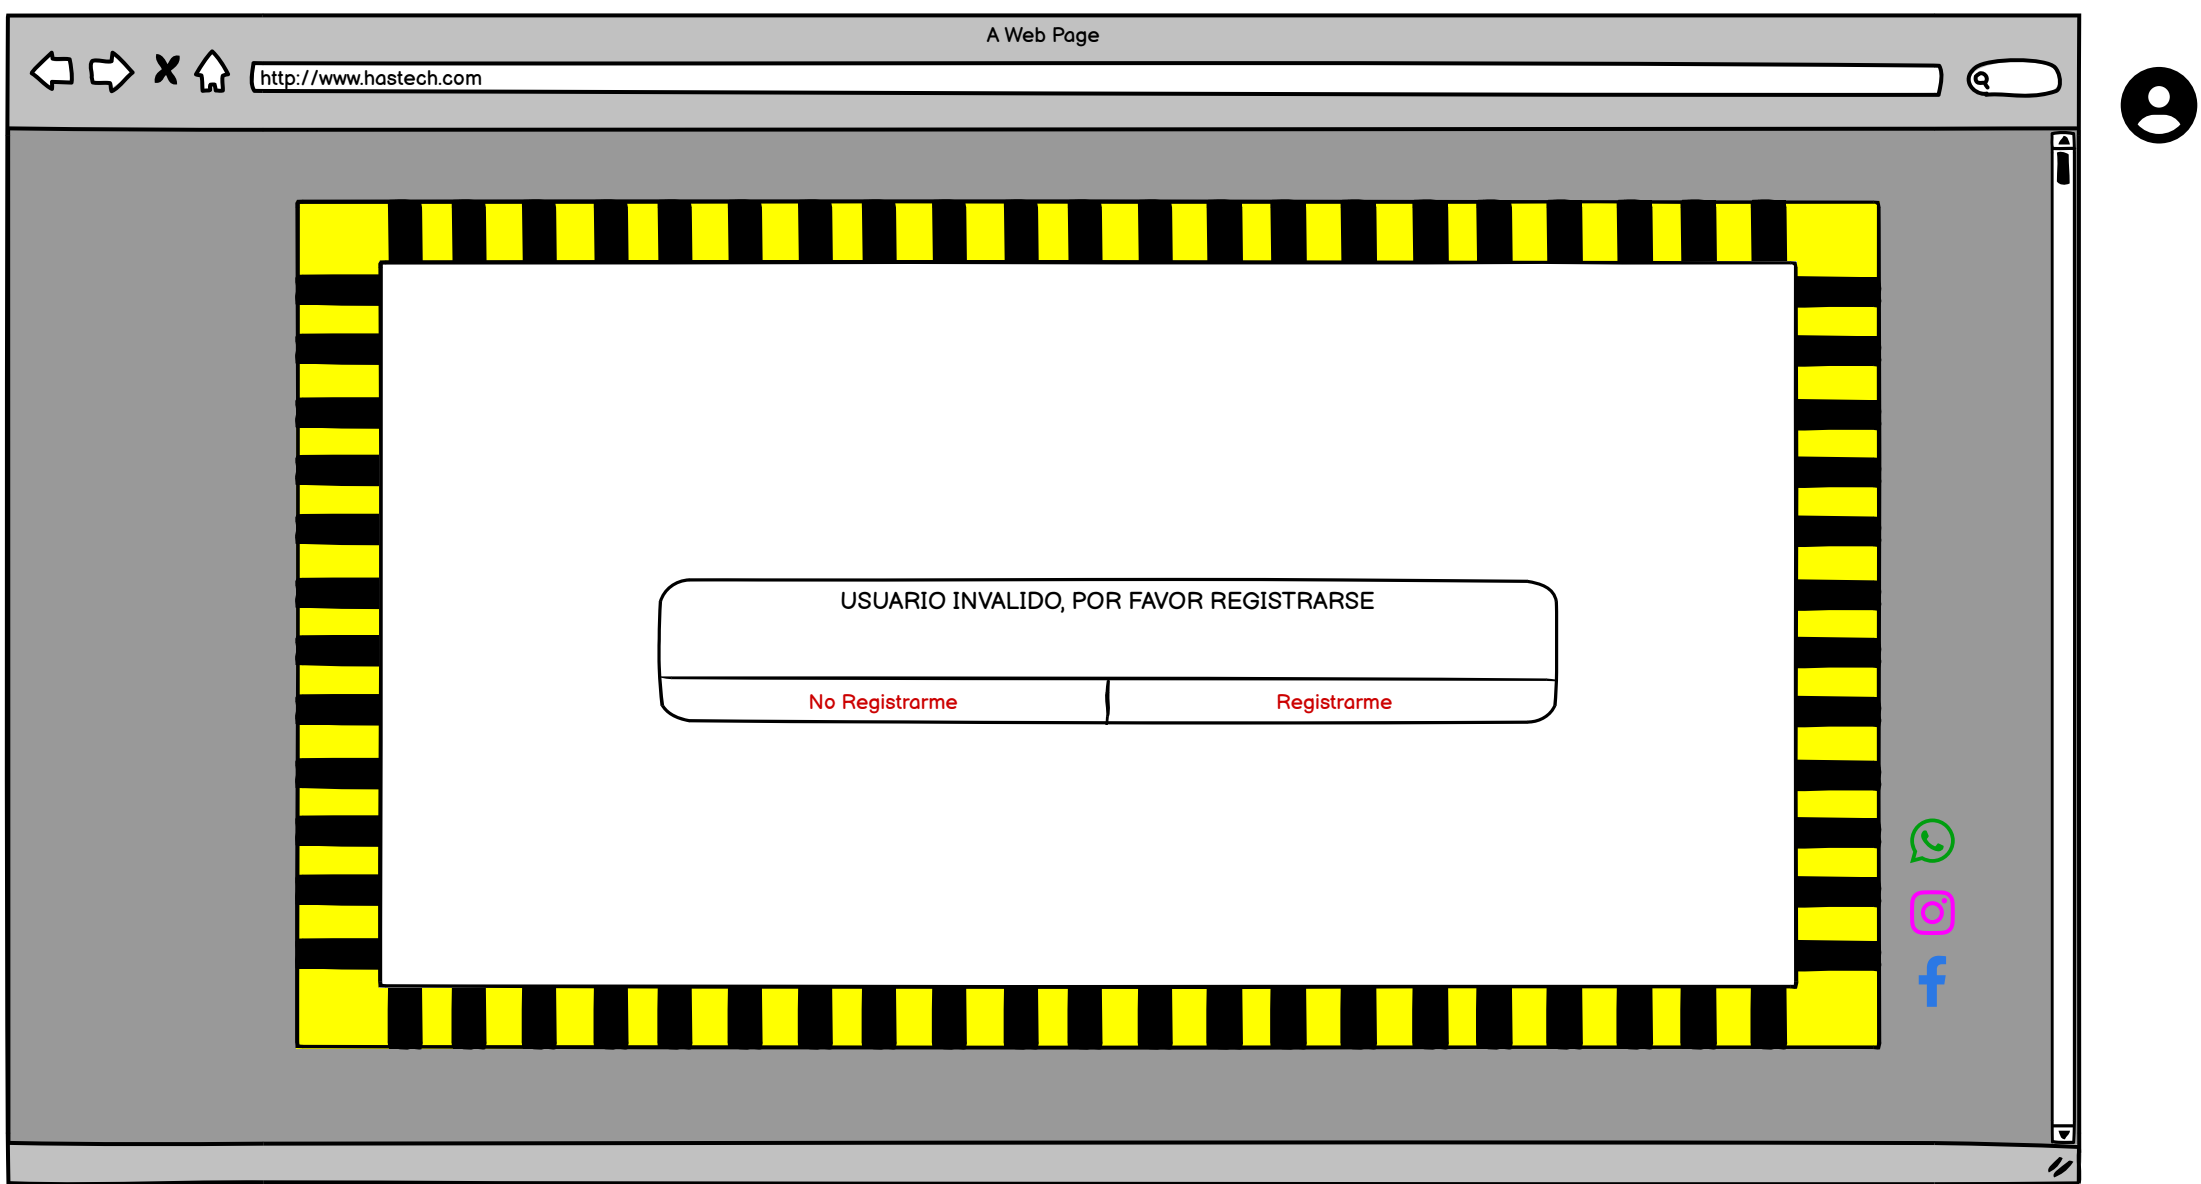 A Web Page
http://www.hastech.com
USUARIO INVALIDO, POR FAVOR REGISTRARSE
No Registrarme
Registrarme